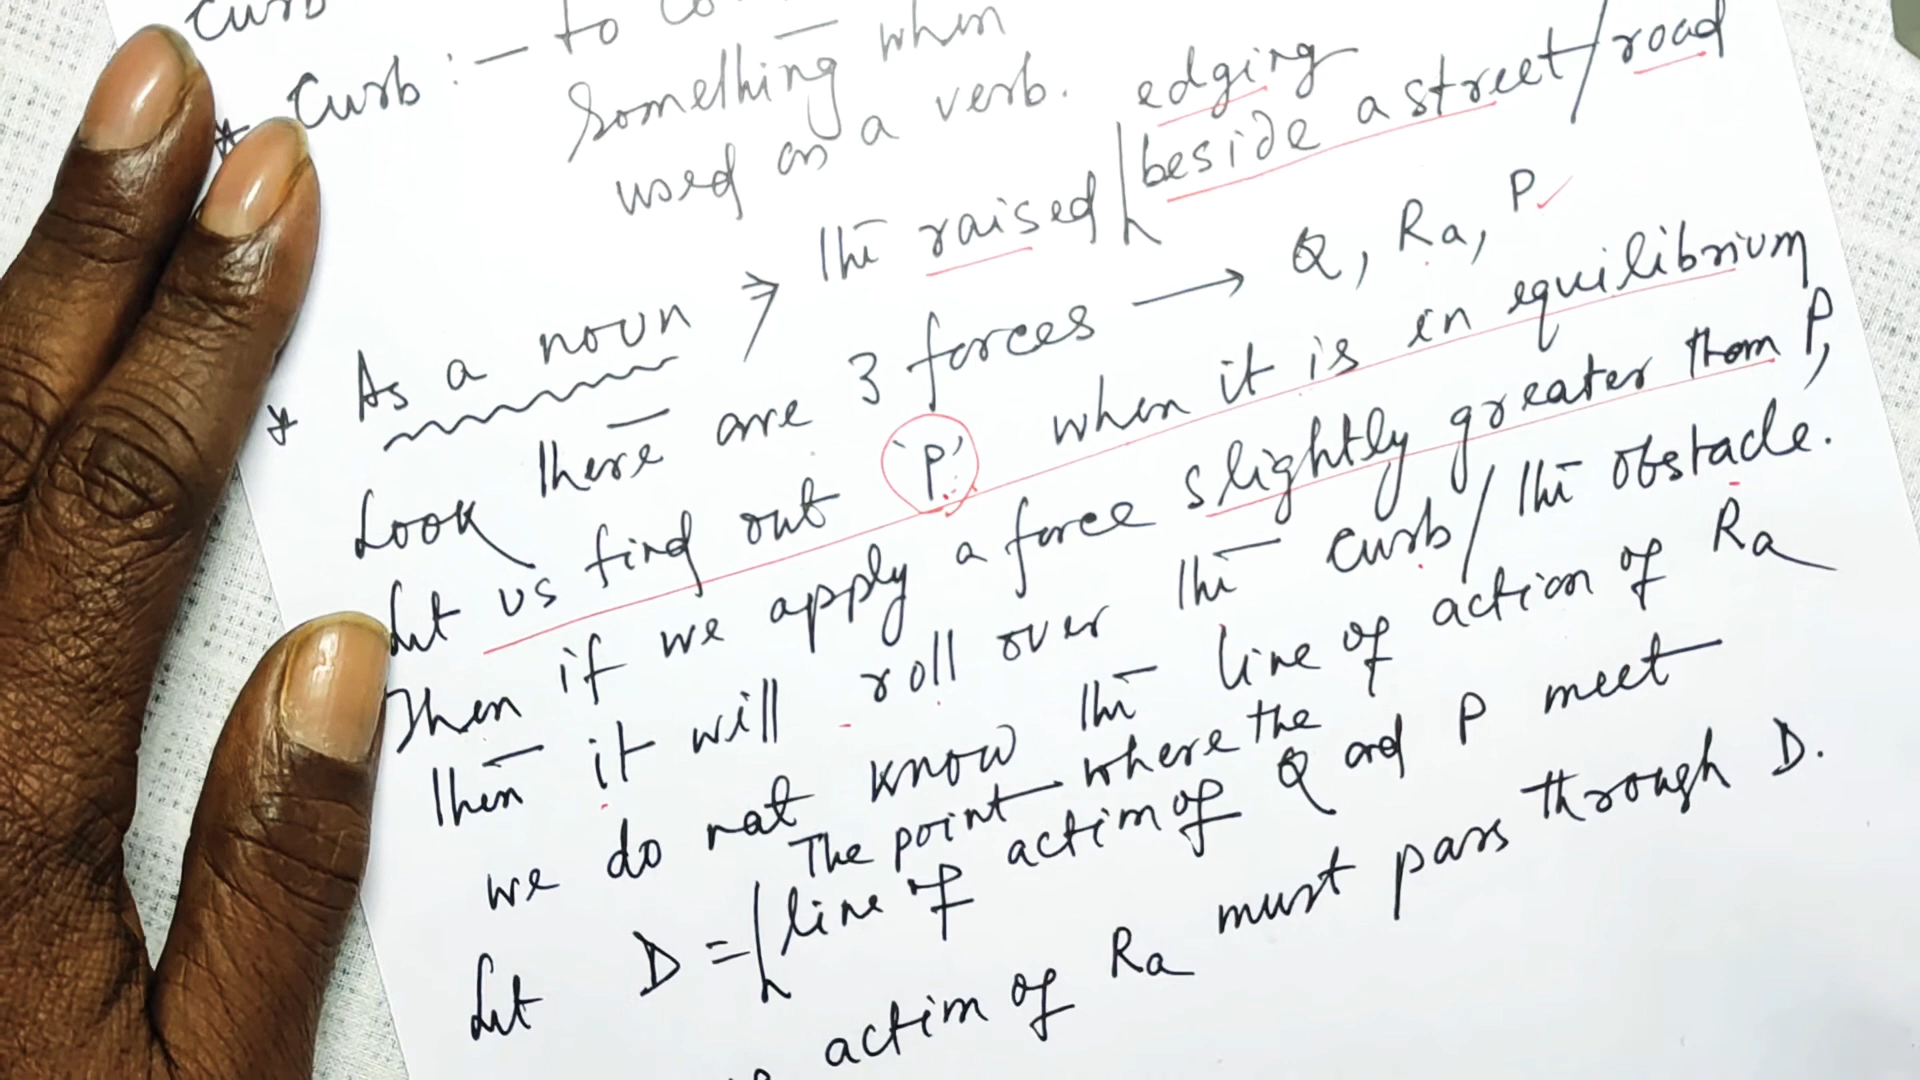 Curb
* Curb :- to
something when
used as a verb.
* As a noun => The raised edging
beside a street/road
Look there are 3 forces → Q, Ra, P
Let us find out 'P' when it is in equilibrium
Then if we apply a force slightly greater than P,
then it will roll over the curb/the obstacle.
we do not know the line of action of Ra
Let D = The point where the
line of action of Q and P meet
action of Ra must pass through D.